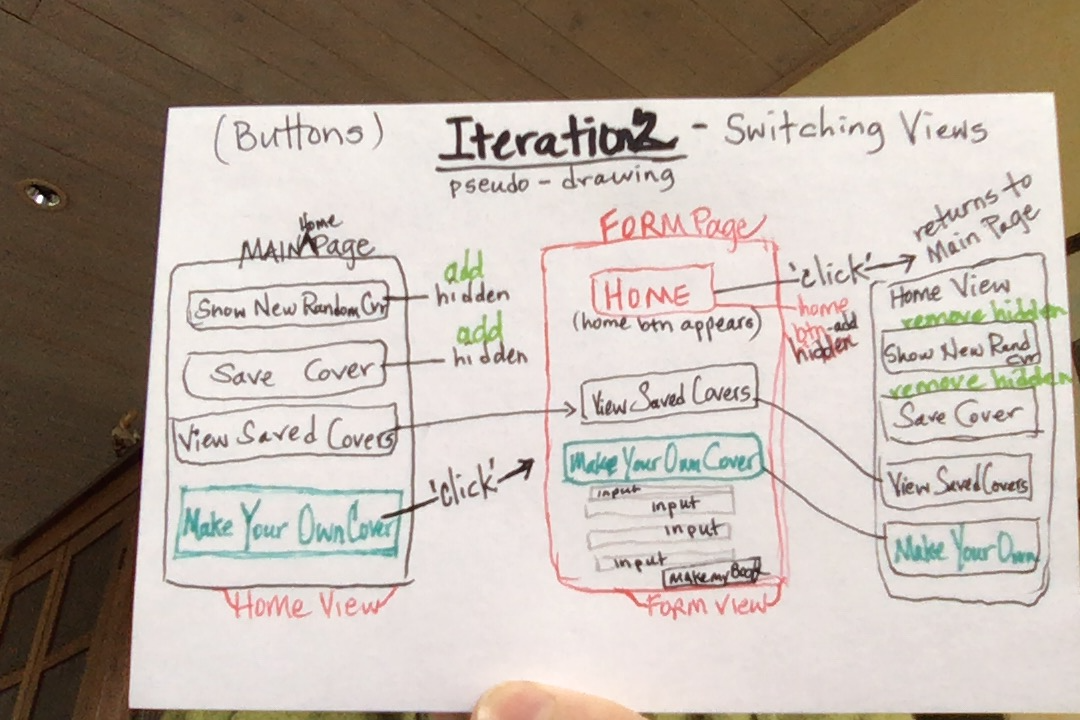 (Buttons) Iteration 2 - Switching Views
pseudo-drawing
Home
MAIN ^ Page
Show New Random Cvr
add
hidden
Save Cover
add
hidden
View Saved Covers
Make Your Own Cover
'click'
Home View
FORM Page
HOME
(home btn appears)
'click'
home
btn-add
hidden
View Saved Covers
Make Your Own Cover
input
input
input
input
MAKE my Book
FORM VIEW
returns to
Main Page
Home View
remove hidden
Show New Rand
Cvr
remove hidden
Save Cover
View Saved Covers
Make Your Own